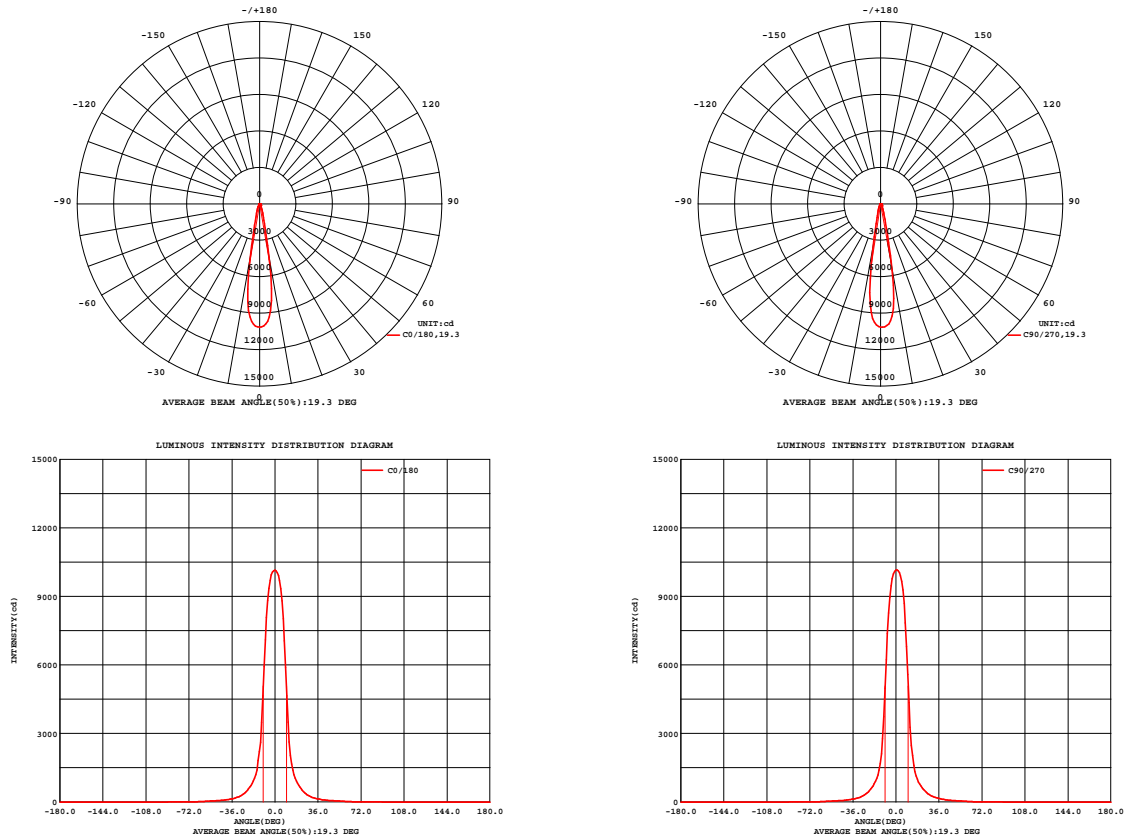 -/+180
-150
150
-120
120
-90
90
-60
60
-30
30
0
3000
6000
9000
12000
15000
0
UNIT:cd
C0/180,19.3
AVERAGE BEAM ANGLE(50%):19.3 DEG
-/+180
-150
150
-120
120
-90
90
-60
60
-30
30
0
3000
6000
9000
12000
15000
0
UNIT:cd
C90/270,19.3
AVERAGE BEAM ANGLE(50%):19.3 DEG
LUMINOUS INTENSITY DISTRIBUTION DIAGRAM
C0/180
INTENSITY(cd)
15000
12000
9000
6000
3000
0
-180.0 -144.0 -108.0 -72.0 -36.0 0.0 36.0 72.0 108.0 144.0 180.0
ANGLE(DEG)
AVERAGE BEAM ANGLE(50%):19.3 DEG
LUMINOUS INTENSITY DISTRIBUTION DIAGRAM
C90/270
INTENSITY(cd)
15000
12000
9000
6000
3000
0
-180.0 -144.0 -108.0 -72.0 -36.0 0.0 36.0 72.0 108.0 144.0 180.0
ANGLE(DEG)
AVERAGE BEAM ANGLE(50%):19.3 DEG